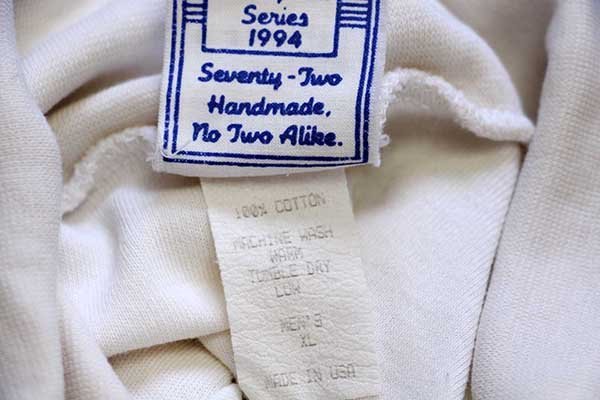 Series
1994
Seventy-Two
Handmade,
No Two Alike.
100% COTTON
MACHINE WASH
WARM
TUMBLE DRY
LOW
MEN'S
XL
MADE IN USA